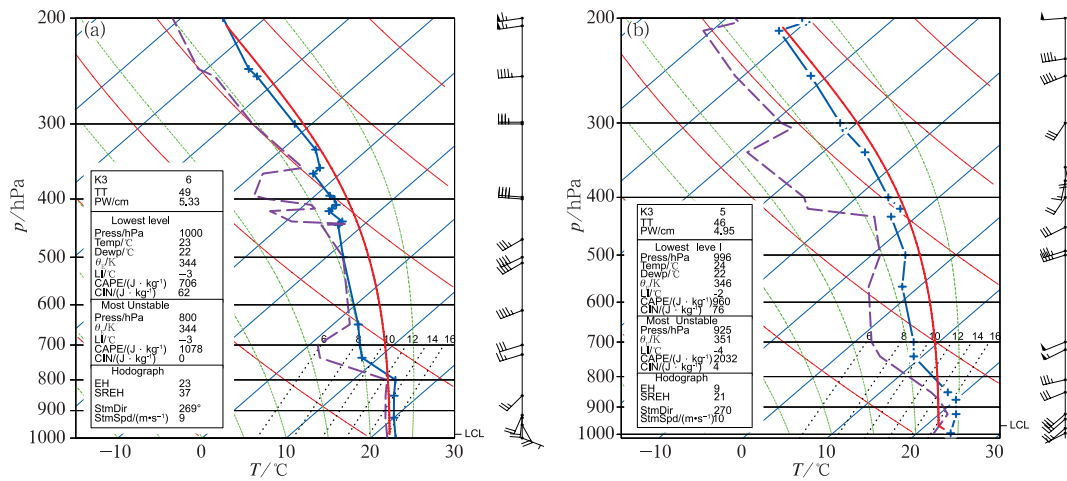 (a)
200
300
400
500
600
700
800
900
1000
p/hPa
K3 6
TT 49
PW/cm 5.33
Lowest level
Press/hPa 1000
Temp/℃ 23
Dewp/℃ 22
θe/K 344
LI/℃ −3
CAPE/(J · kg⁻¹) 706
CIN/(J · kg⁻¹) 62
Most Unstable
Press/hPa 800
θe/K 344
LI/℃ −3
CAPE/(J · kg⁻¹) 1078
CIN/(J · kg⁻¹) 0
Hodograph
EH 23
SREH 37
StmDir 269°
StmSpd/(m•s⁻¹) 9
6 8 10 12 14 16
LCL
−10 0 10 20 30
T/℃
(b)
200
300
400
500
600
700
800
900
1000
p/hPa
K3 5
TT 46
PW/cm 4.95
Lowest leve l
Press/hPa 996
Temp/℃ 24
Dewp/℃ 22
θe/K 346
LI/℃ -2
CAPE/(J · kg⁻¹)960
CIN/(J · kg⁻¹) 76
Most Unstable
Press/hPa 925
θe/K 351
LI/℃ -4
CAPE/(J · kg⁻¹)2032
CIN/(J · kg⁻¹) 4
Hodograph
EH 9
SREH 21
StmDir 270
StmSpd/(m•s⁻¹)10
6 8 10 12 14 16
LCL
−10 0 10 20 30
T/℃